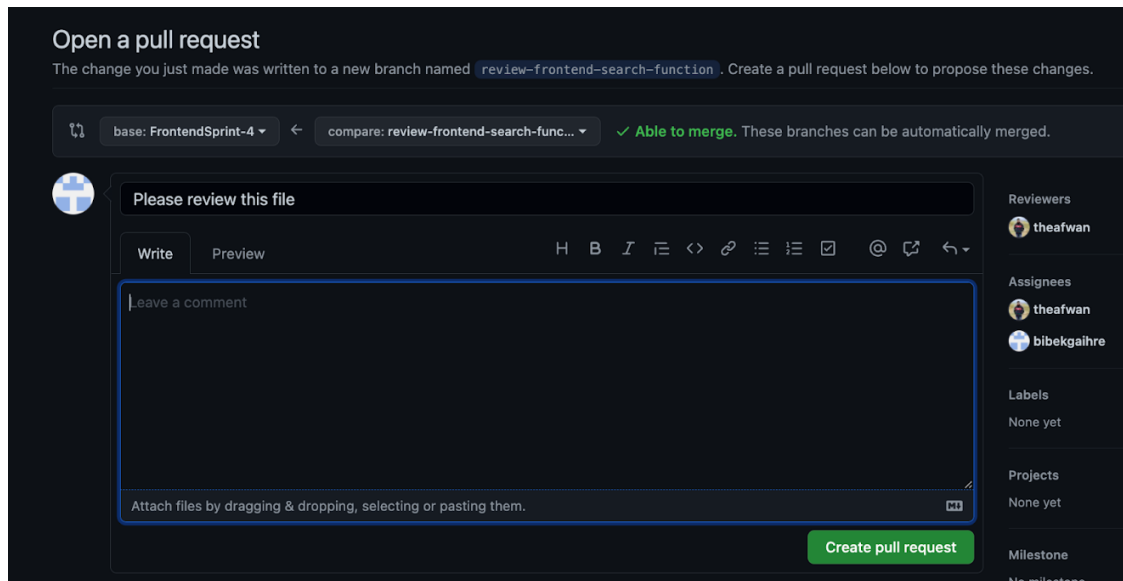 Open a pull request
The change you just made was written to a new branch named review-frontend-search-function. Create a pull request below to propose these changes.
base: FrontendSprint-4
compare: review-frontend-search-func...
Able to merge. These branches can be automatically merged.
Please review this file
Write
Preview
Leave a comment
Attach files by dragging & dropping, selecting or pasting them.
Create pull request
Reviewers
theafwan
Assignees
theafwan
bibekgaihre
Labels
None yet
Projects
None yet
Milestone
No milestone